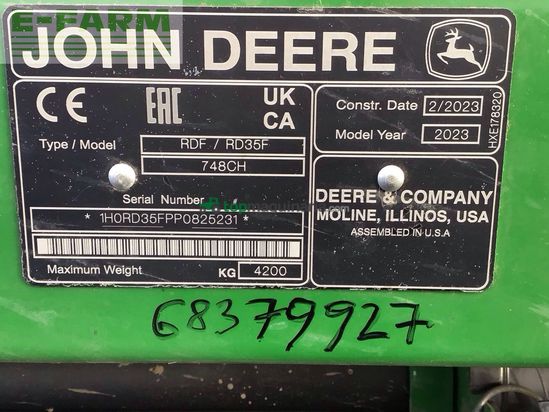 E-FARM
JOHN DEERE
CE EAC UK CA
Constr. Date 2/2023
Model Year 2023
HXE178320
Type / Model RDF / RD35F
748CH
Serial Number
* 1H0RD35FPP0825231 *
DEERE & COMPANY
MOLINE, ILLINOIS, USA
ASSEMBLED IN U.S.A
Maximum Weight KG 4200
68379927